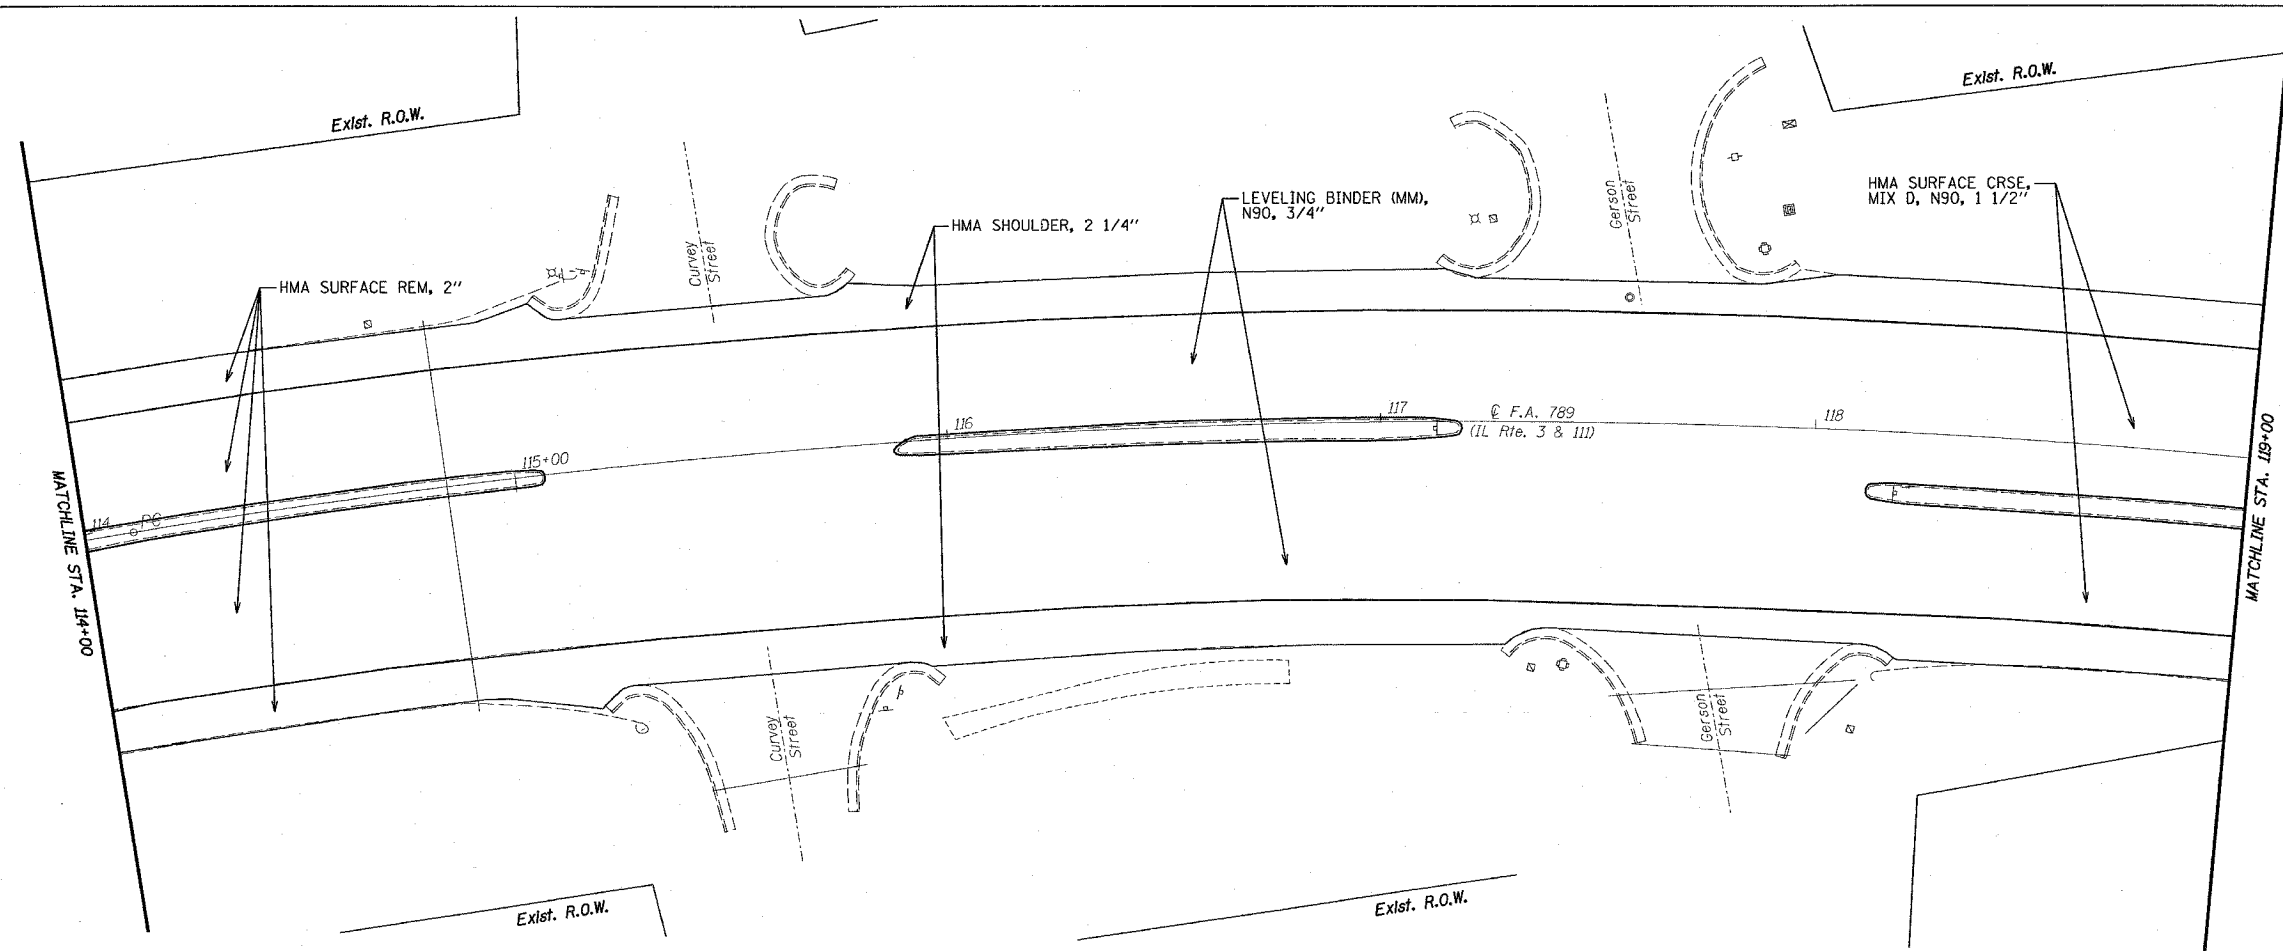 Exist. R.O.W.
Exist. R.O.W.
HMA SURFACE REM, 2"
Curvey
Street
HMA SHOULDER, 2 1/4"
LEVELING BINDER (MM),
N90, 3/4"
Gerson
Street
HMA SURFACE CRSE,
MIX D, N90, 1 1/2"
MATCHLINE STA. 114+00
114
PC
115+00
116
117
℄ F.A. 789
(IL Rte. 3 & 111)
118
MATCHLINE STA. 119+00
Curvey
Street
Gerson
Street
Exist. R.O.W.
Exist. R.O.W.